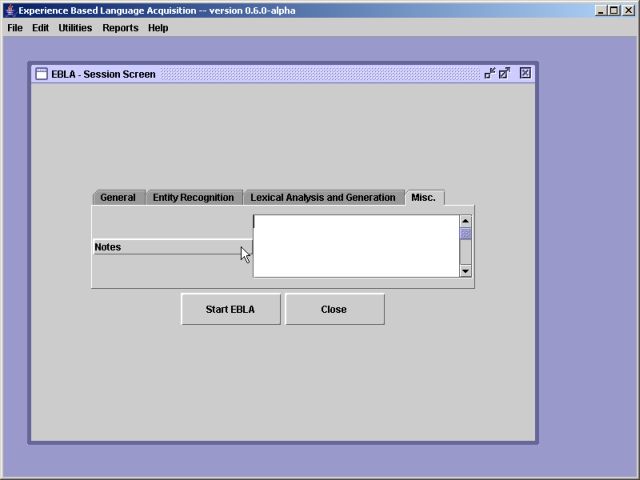 Experience Based Language Acquisition -- version 0.6.0-alpha
File Edit Utilities Reports Help
EBLA - Session Screen
General Entity Recognition Lexical Analysis and Generation Misc.
Notes
Start EBLA Close